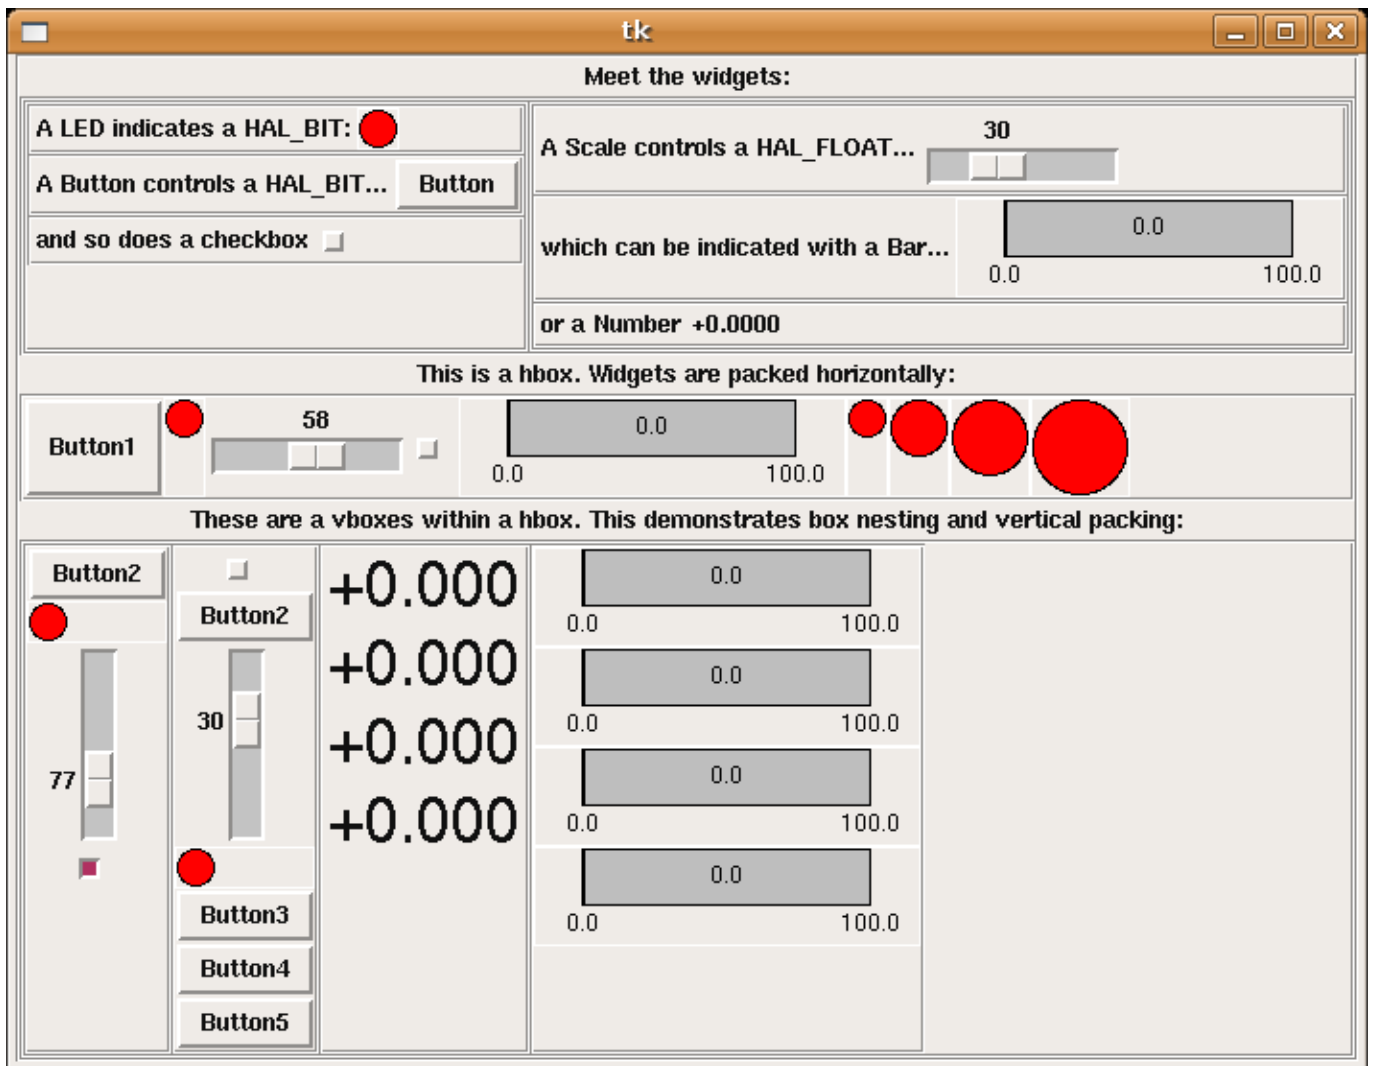 tk
Meet the widgets:
A LED indicates a HAL_BIT:
A Button controls a HAL_BIT... Button
and so does a checkbox
30
A Scale controls a HAL_FLOAT...
0.0
which can be indicated with a Bar...
0.0 100.0
or a Number +0.0000
This is a hbox. Widgets are packed horizontally:
Button1
58
0.0
0.0 100.0
These are a vboxes within a hbox. This demonstrates box nesting and vertical packing:
Button2
77
Button2
30
Button3
Button4
Button5
+0.000
+0.000
+0.000
+0.000
0.0
0.0 100.0
0.0
0.0 100.0
0.0
0.0 100.0
0.0
0.0 100.0